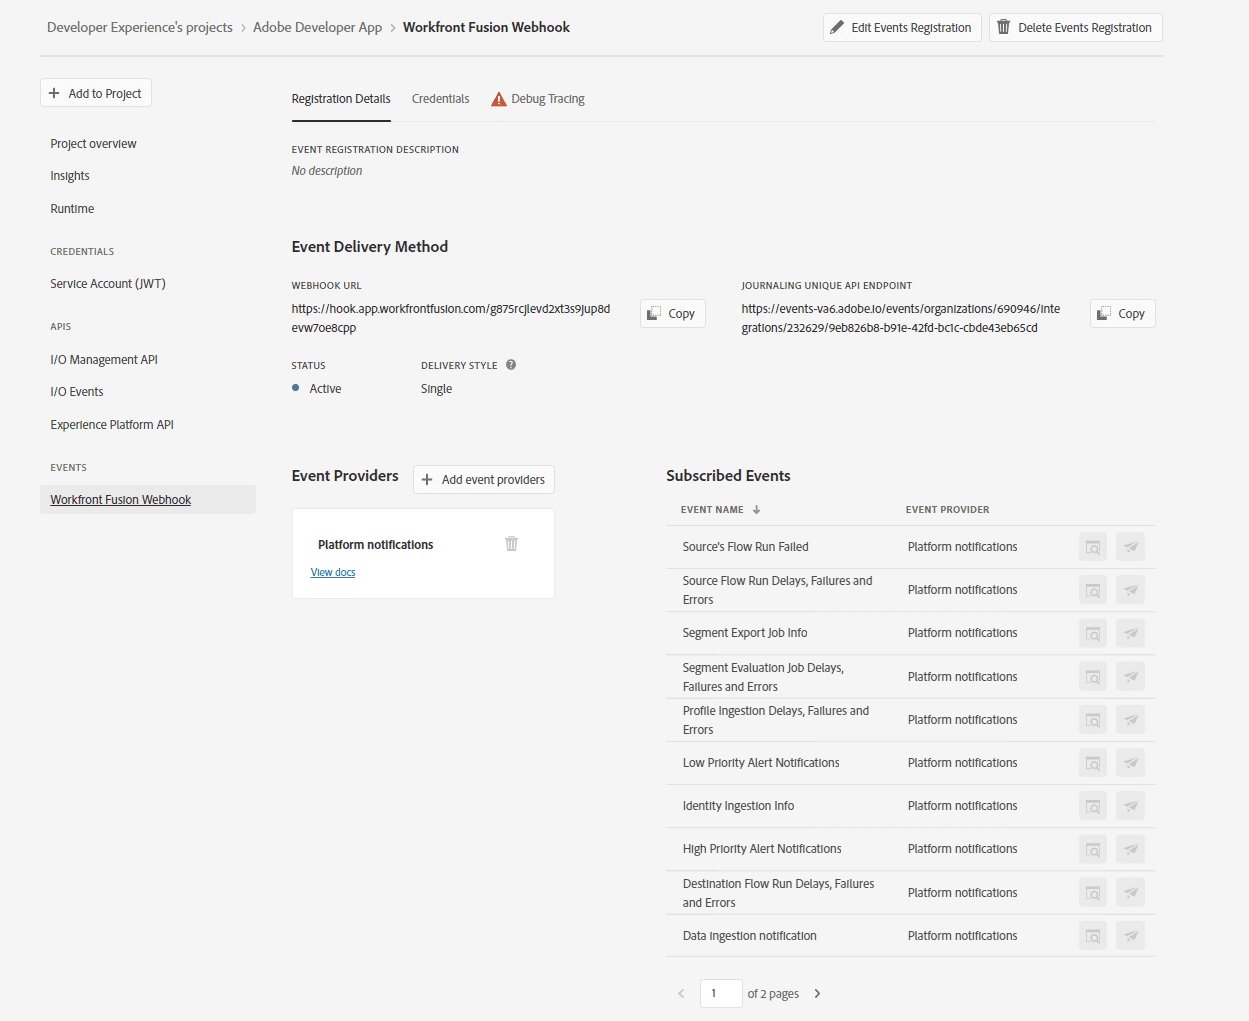 Developer Experience's projects › Adobe Developer App › Workfront Fusion Webhook
Edit Events Registration
Delete Events Registration
Add to Project
Project overview
Insights
Runtime
CREDENTIALS
Service Account (JWT)
APIS
I/O Management API
I/O Events
Experience Platform API
EVENTS
Workfront Fusion Webhook
Registration Details
Credentials
Debug Tracing
EVENT REGISTRATION DESCRIPTION
No description
Event Delivery Method
WEBHOOK URL
https://hook.app.workfrontfusion.com/g875rcjlevd2xt3s9jup8d
evw7oe8cpp
Copy
JOURNALING UNIQUE API ENDPOINT
https://events-va6.adobe.io/events/organizations/690946/inte
grations/232629/9eb826b8-b91e-42fd-bc1c-cbde43eb65cd
Copy
STATUS
Active
DELIVERY STYLE
Single
Event Providers
Add event providers
Platform notifications
View docs
Subscribed Events
EVENT NAME
EVENT PROVIDER
Source's Flow Run Failed
Platform notifications
Source Flow Run Delays, Failures and
Errors
Platform notifications
Segment Export Job Info
Platform notifications
Segment Evaluation Job Delays,
Failures and Errors
Platform notifications
Profile Ingestion Delays, Failures and
Errors
Platform notifications
Low Priority Alert Notifications
Platform notifications
Identity Ingestion Info
Platform notifications
High Priority Alert Notifications
Platform notifications
Destination Flow Run Delays, Failures
and Errors
Platform notifications
Data ingestion notification
Platform notifications
1 of 2 pages